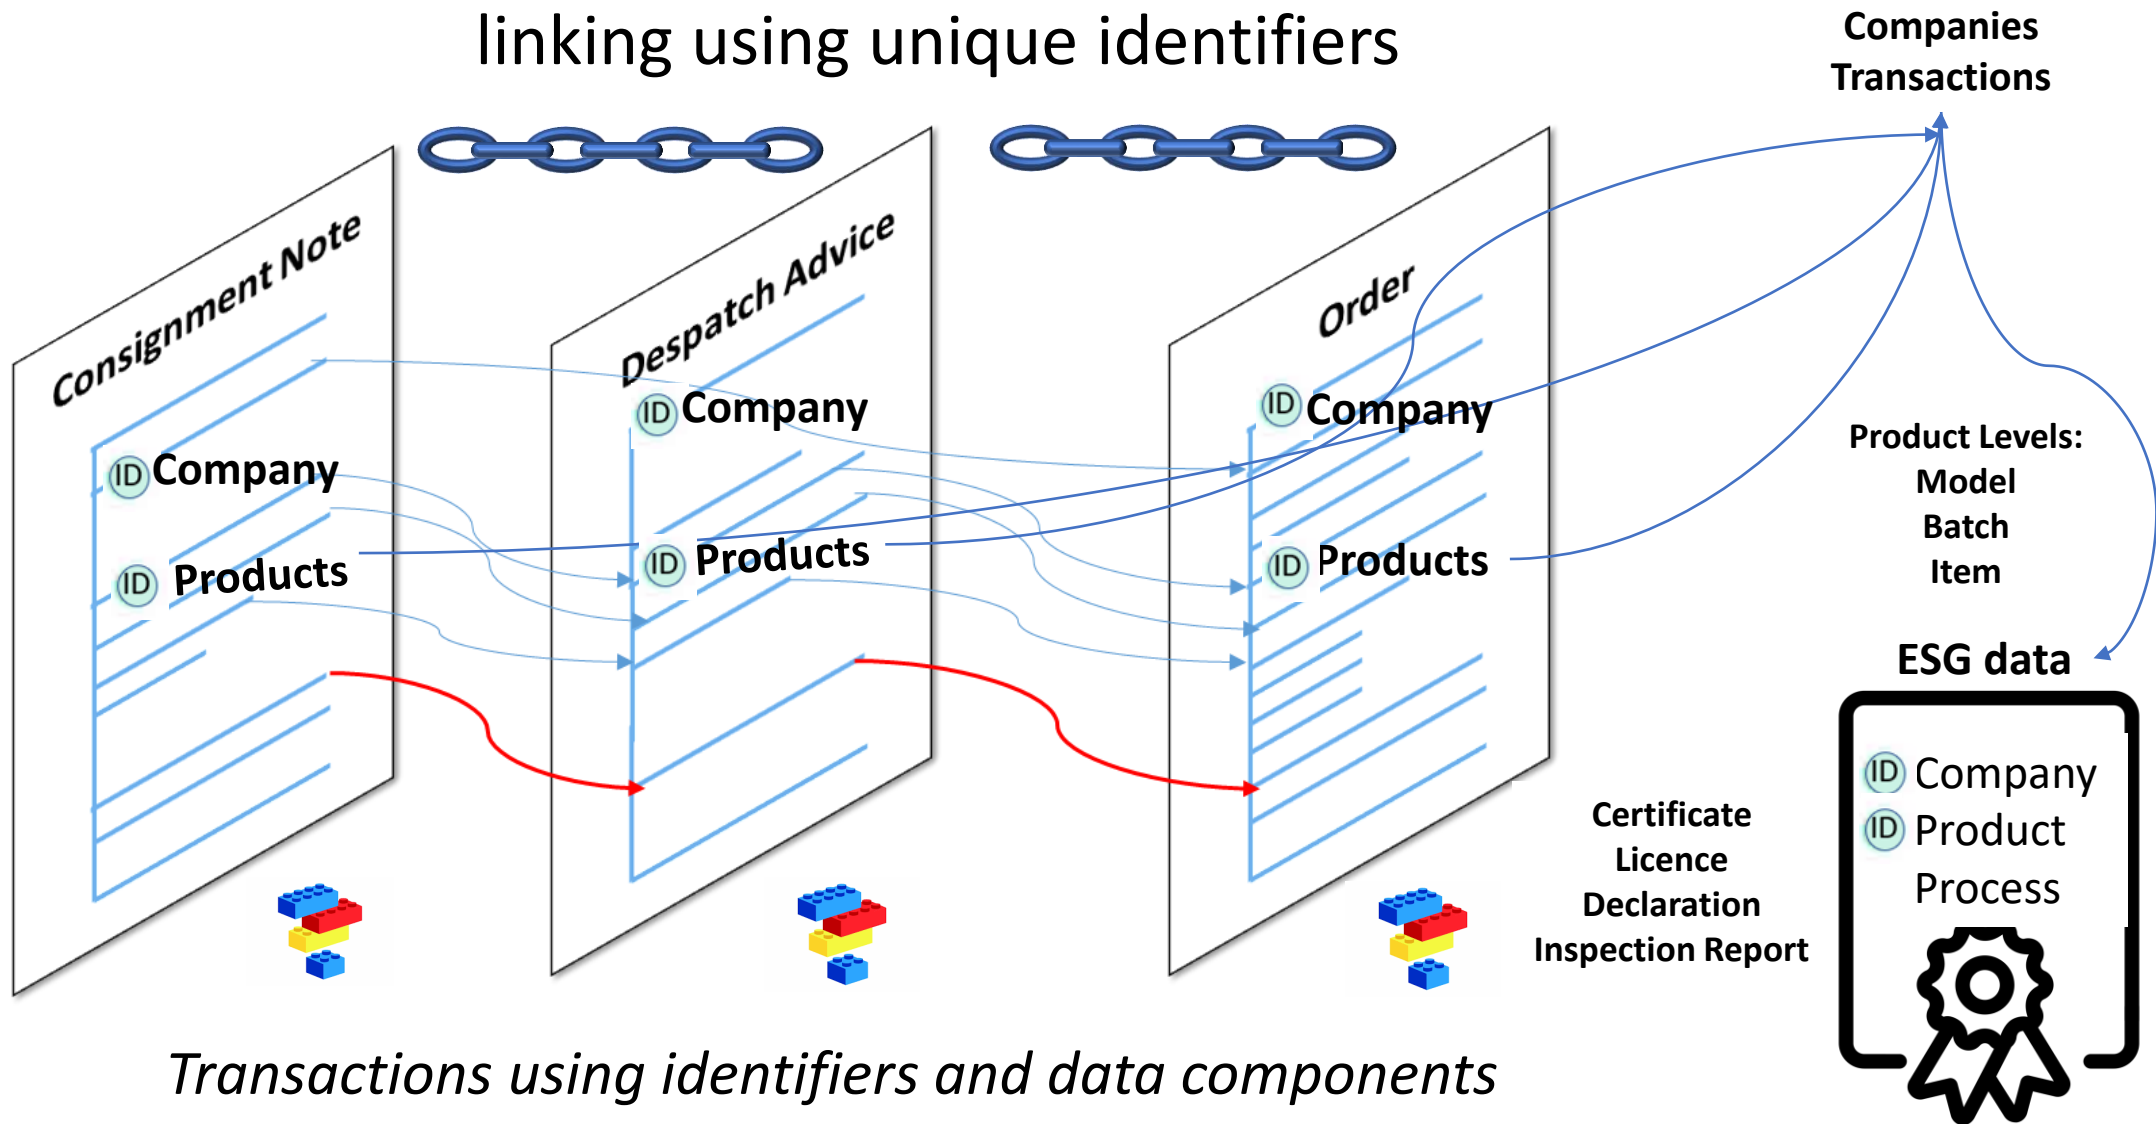 linking using unique identifiers
Companies
Transactions
Consignment Note
ID Company
ID Products
Despatch Advice
ID Company
ID Products
Order
ID Company
ID Products
Product Levels:
Model
Batch
Item
ESG data
ID Company
ID Product
Process
Certificate
Licence
Declaration
Inspection Report
Transactions using identifiers and data components